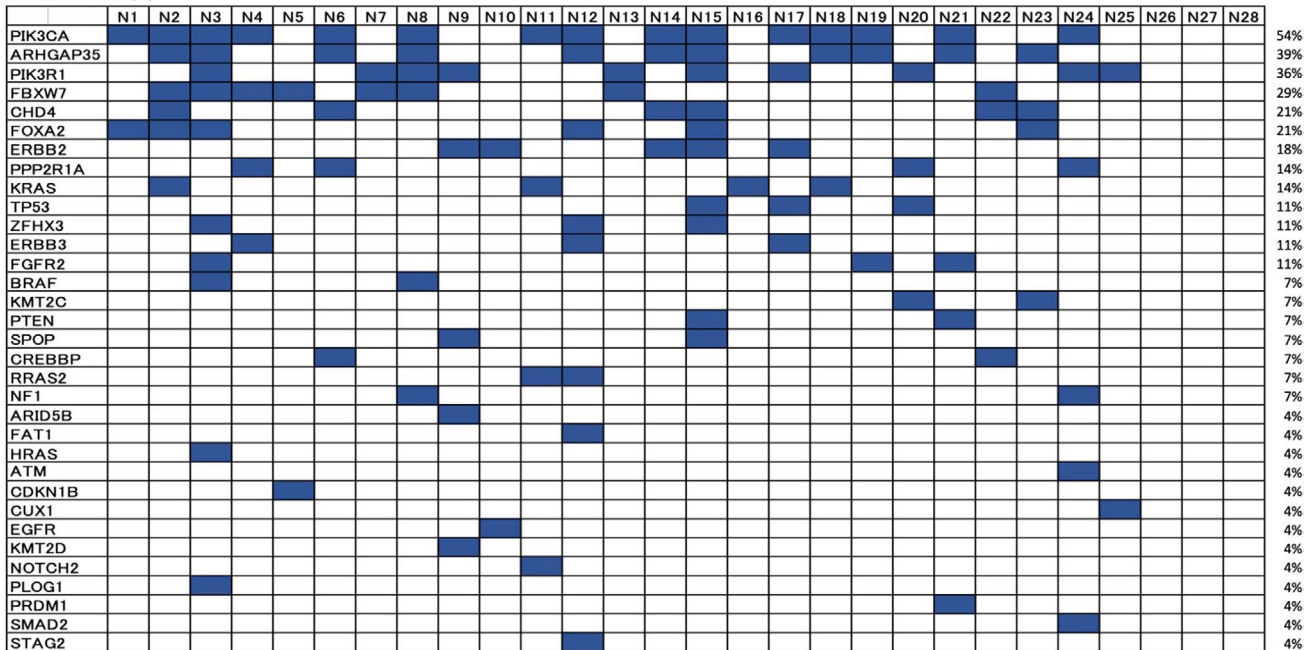 N1 N2 N3 N4 N5 N6 N7 N8 N9 N10 N11 N12 N13 N14 N15 N16 N17 N18 N19 N20 N21 N22 N23 N24 N25 N26 N27 N28
PIK3CA 54%
ARHGAP35 39%
PIK3R1 36%
FBXW7 29%
CHD4 21%
FOXA2 21%
ERBB2 18%
PPP2R1A 14%
KRAS 14%
TP53 11%
ZFHX3 11%
ERBB3 11%
FGFR2 11%
BRAF 7%
KMT2C 7%
PTEN 7%
SPOP 7%
CREBBP 7%
RRAS2 7%
NF1 7%
ARID5B 4%
FAT1 4%
HRAS 4%
ATM 4%
CDKN1B 4%
CUX1 4%
EGFR 4%
KMT2D 4%
NOTCH2 4%
PLOG1 4%
PRDM1 4%
SMAD2 4%
STAG2 4%